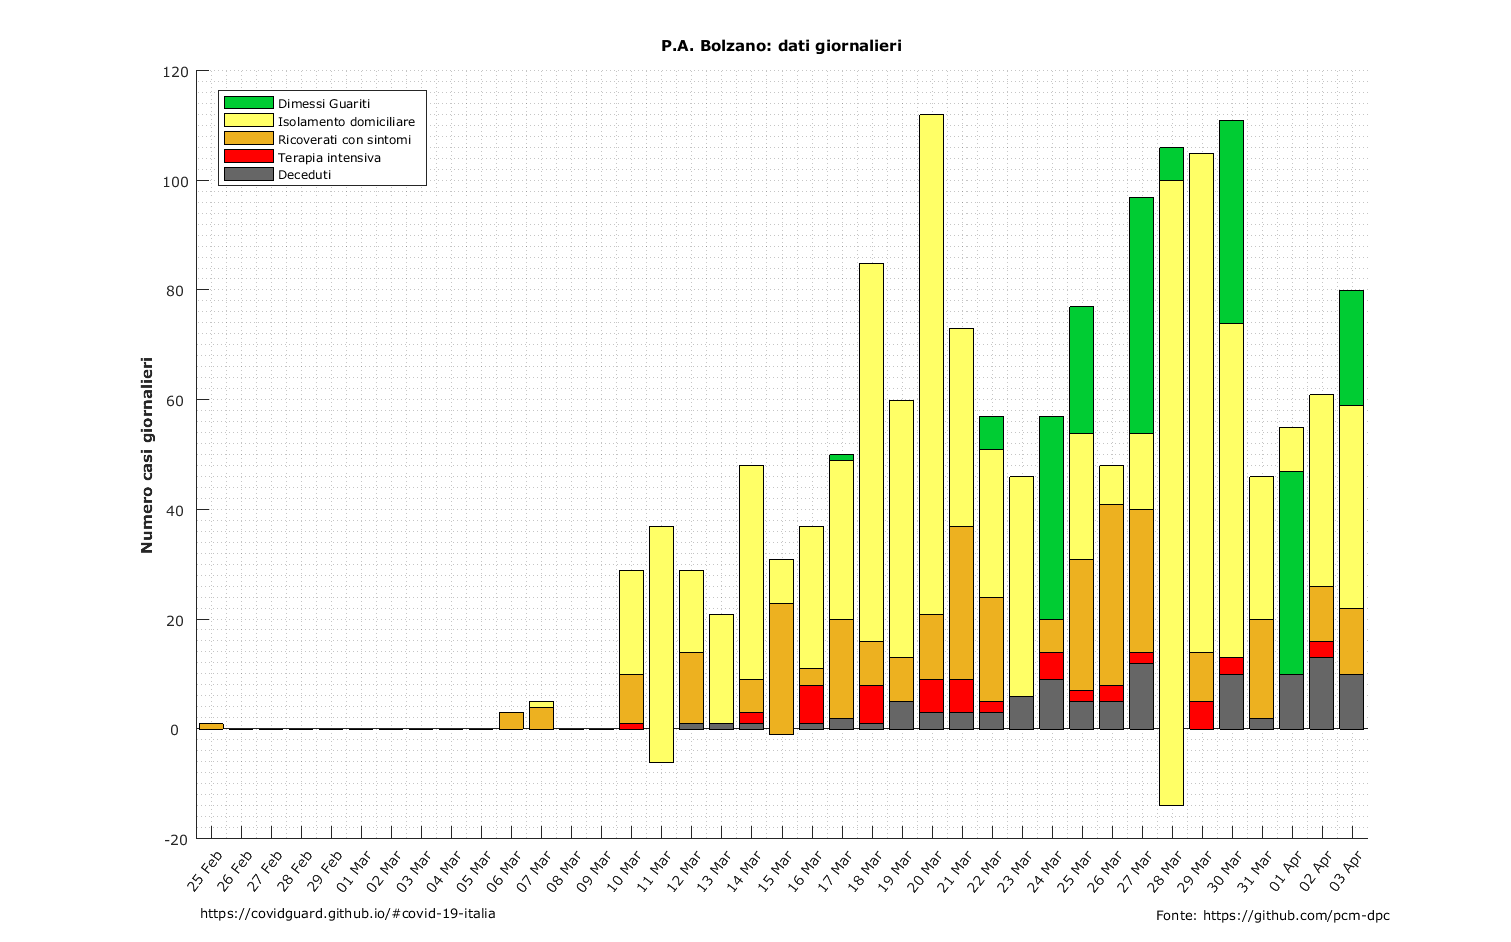 P.A. Bolzano: dati giornalieri
120
100
80
60
40
20
0
-20
Numero casi giornalieri
Dimessi Guariti
Isolamento domiciliare
Ricoverati con sintomi
Terapia intensiva
Deceduti
25 Feb
26 Feb
27 Feb
28 Feb
29 Feb
01 Mar
02 Mar
03 Mar
04 Mar
05 Mar
06 Mar
07 Mar
08 Mar
09 Mar
10 Mar
11 Mar
12 Mar
13 Mar
14 Mar
15 Mar
16 Mar
17 Mar
18 Mar
19 Mar
20 Mar
21 Mar
22 Mar
23 Mar
24 Mar
25 Mar
26 Mar
27 Mar
28 Mar
29 Mar
30 Mar
31 Mar
01 Apr
02 Apr
03 Apr
https://covidguard.github.io/#covid-19-italia
Fonte: https://github.com/pcm-dpc